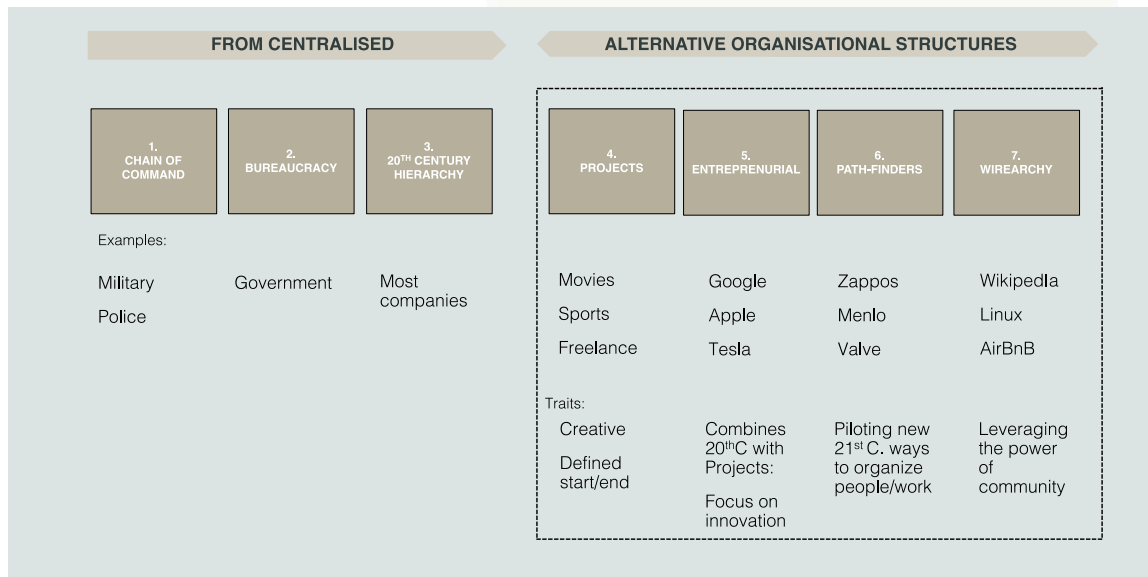 FROM CENTRALISED
ALTERNATIVE ORGANISATIONAL STRUCTURES
1.
CHAIN OF
COMMAND
2.
BUREAUCRACY
3.
20TH CENTURY
HIERARCHY
4.
PROJECTS
5.
ENTREPRENURIAL
6.
PATH-FINDERS
7.
WIREARCHY
Examples:
Military
Police
Government
Most
companies
Movies
Sports
Freelance
Google
Apple
Tesla
Zappos
Menlo
Valve
Wikipedla
Linux
AirBnB
Traits:
Creative
Defined
start/end
Combines
20thC with
Projects:
Focus on
innovation
Piloting new
21st C. ways
to organize
people/work
Leveraging
the power
of
community